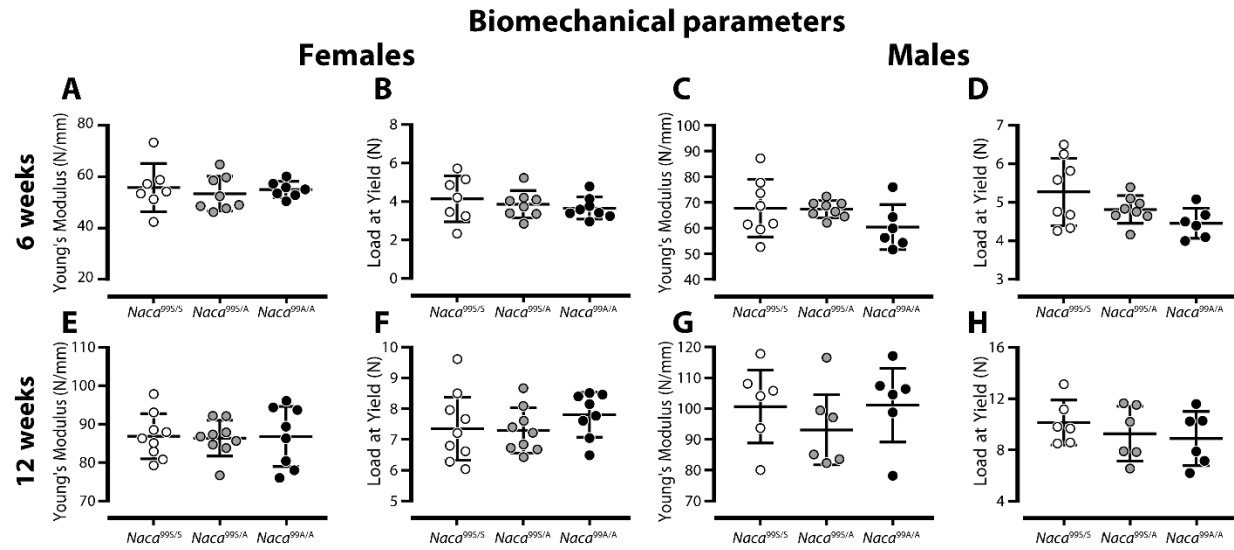 Biomechanical parameters
Females
Males
6 weeks
A
Young's Modulus (N/mm)
80
60
40
20
Naca99S/S
Naca99S/A
Naca99A/A
B
Load at Yield (N)
8
6
4
2
0
Naca99S/S
Naca99S/A
Naca99A/A
C
Young's Modulus (N/mm)
100
90
80
70
60
50
40
Naca99S/S
Naca99S/A
Naca99A/A
D
Load at Yield (N)
7
6
5
4
3
Naca99S/S
Naca99S/A
Naca99A/A
12 weeks
E
Young's Modulus (N/mm)
110
100
90
80
70
F
Load at Yield (N)
10
9
8
7
6
5
G
Young's Modulus (N/mm)
120
110
100
90
80
70
H
Load at Yield (N)
16
12
8
4
Naca99S/S
Naca99S/A
Naca99A/A
Naca99S/S
Naca99S/A
Naca99A/A
Naca99S/S
Naca99S/A
Naca99A/A
Naca99S/S
Naca99S/A
Naca99A/A